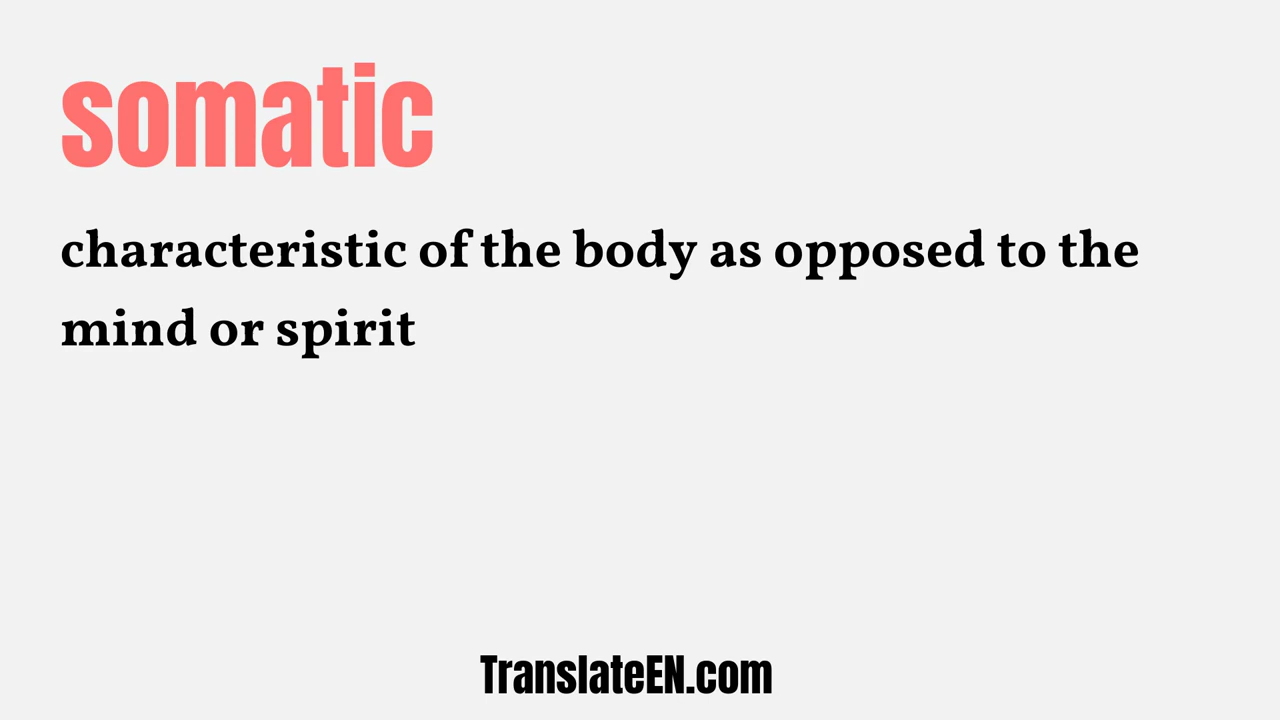 somatic
characteristic of the body as opposed to the
mind or spirit
TranslateEN.com